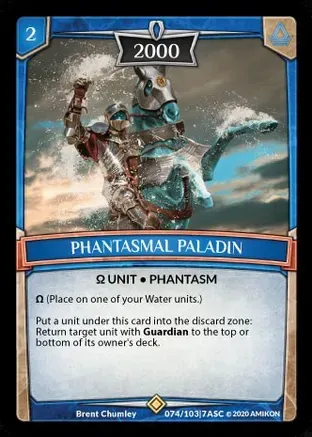 2
2000
PHANTASMAL PALADIN
Ω UNIT • PHANTASM
Ω (Place on one of your Water units.)
Put a unit under this card into the discard zone:
Return target unit with Guardian to the top or
bottom of its owner's deck.
Brent Chumley 074/103|7ASC ©2020 AMIKON